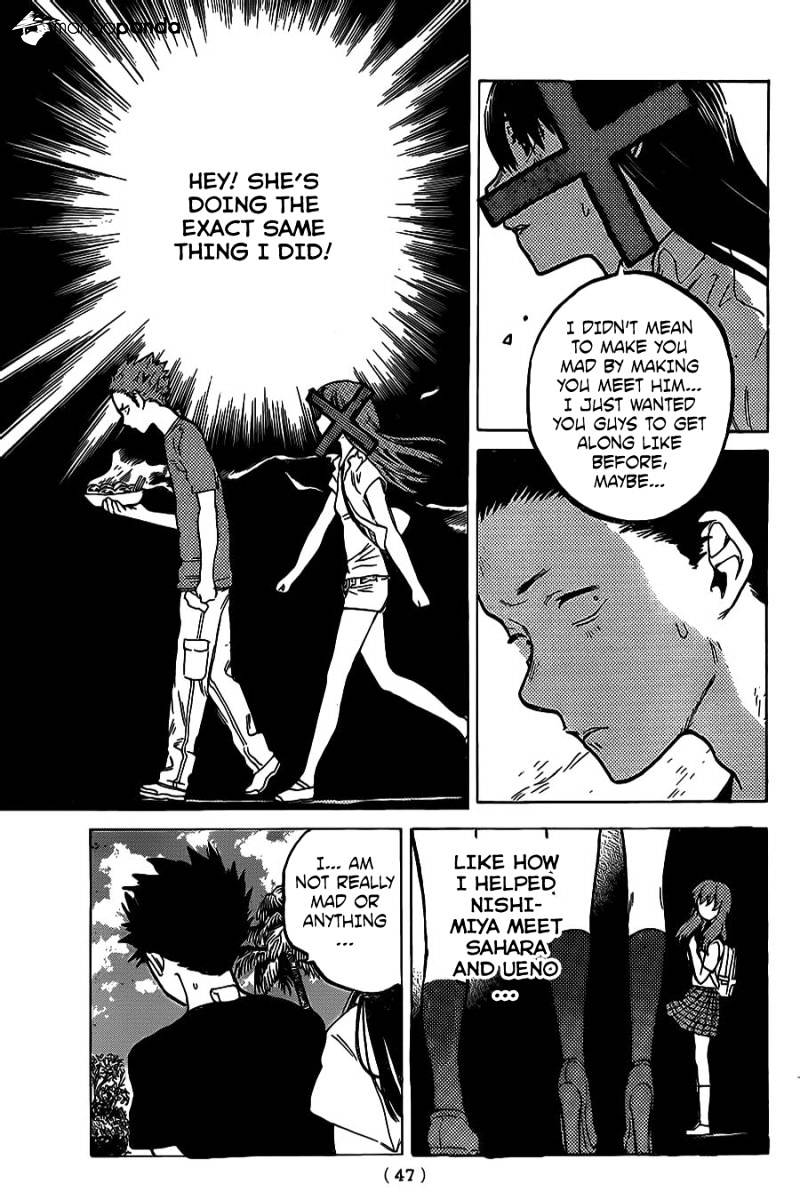 mangapanda
I DIDN'T MEAN
TO MAKE YOU
MAD BY MAKING
YOU MEET HIM...
I JUST WANTED
YOU GUYS TO GET
ALONG LIKE
BEFORE,
MAYBE...
HEY! SHE'S
DOING THE
EXACT SAME
THING I DID!
LIKE HOW
I HELPED
NISHI-
MIYA MEET
SAHARA
AND UENO
...
I... AM
NOT REALLY
MAD OR
ANYTHING
...
( 47 )